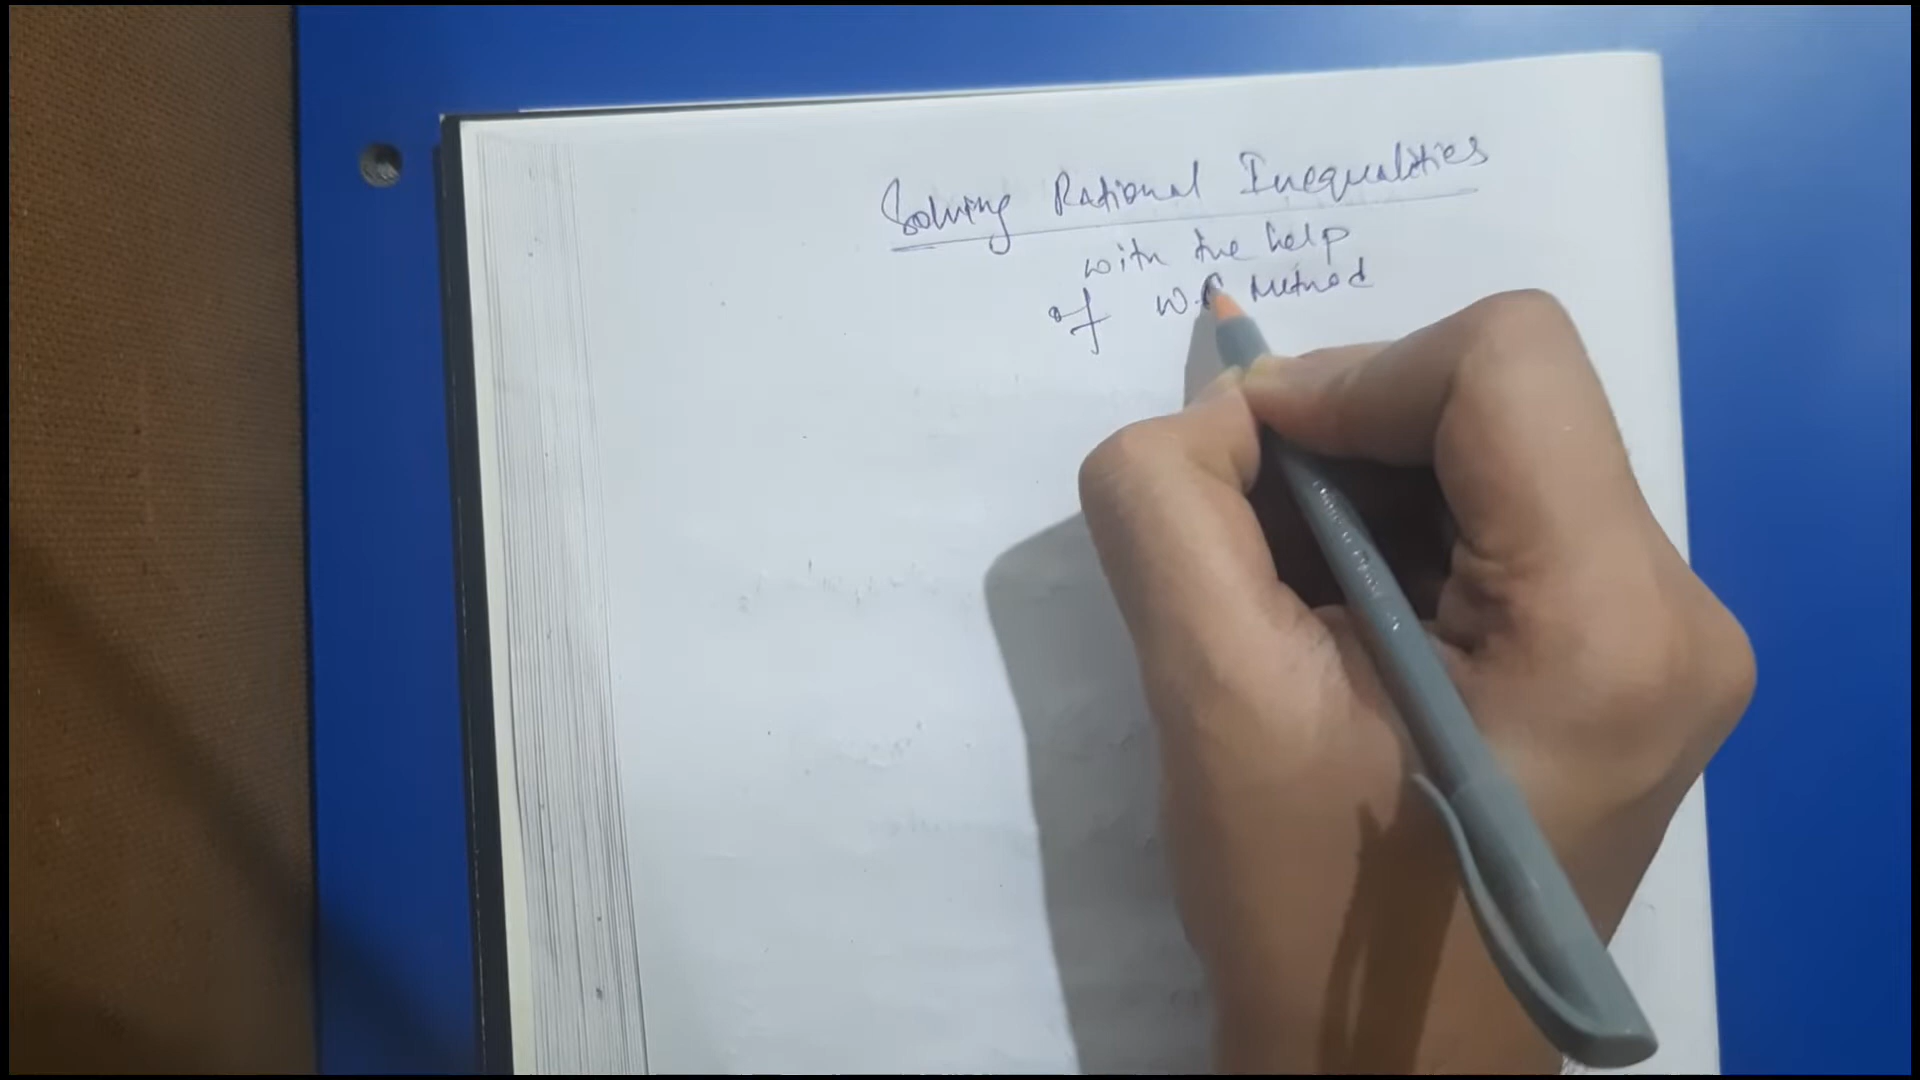 Solving Rational Inequalities
with the help
of W.C Method